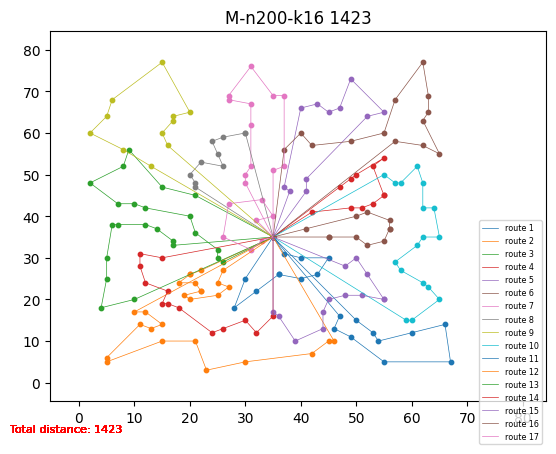 M-n200-k16 1423
80
70
60
50
40
30
20
10
0
0 10 20 30 40 50 60 70 80
route 1
route 2
route 3
route 4
route 5
route 6
route 7
route 8
route 9
route 10
route 11
route 12
route 13
route 14
route 15
route 16
route 17
Total distance: 1423